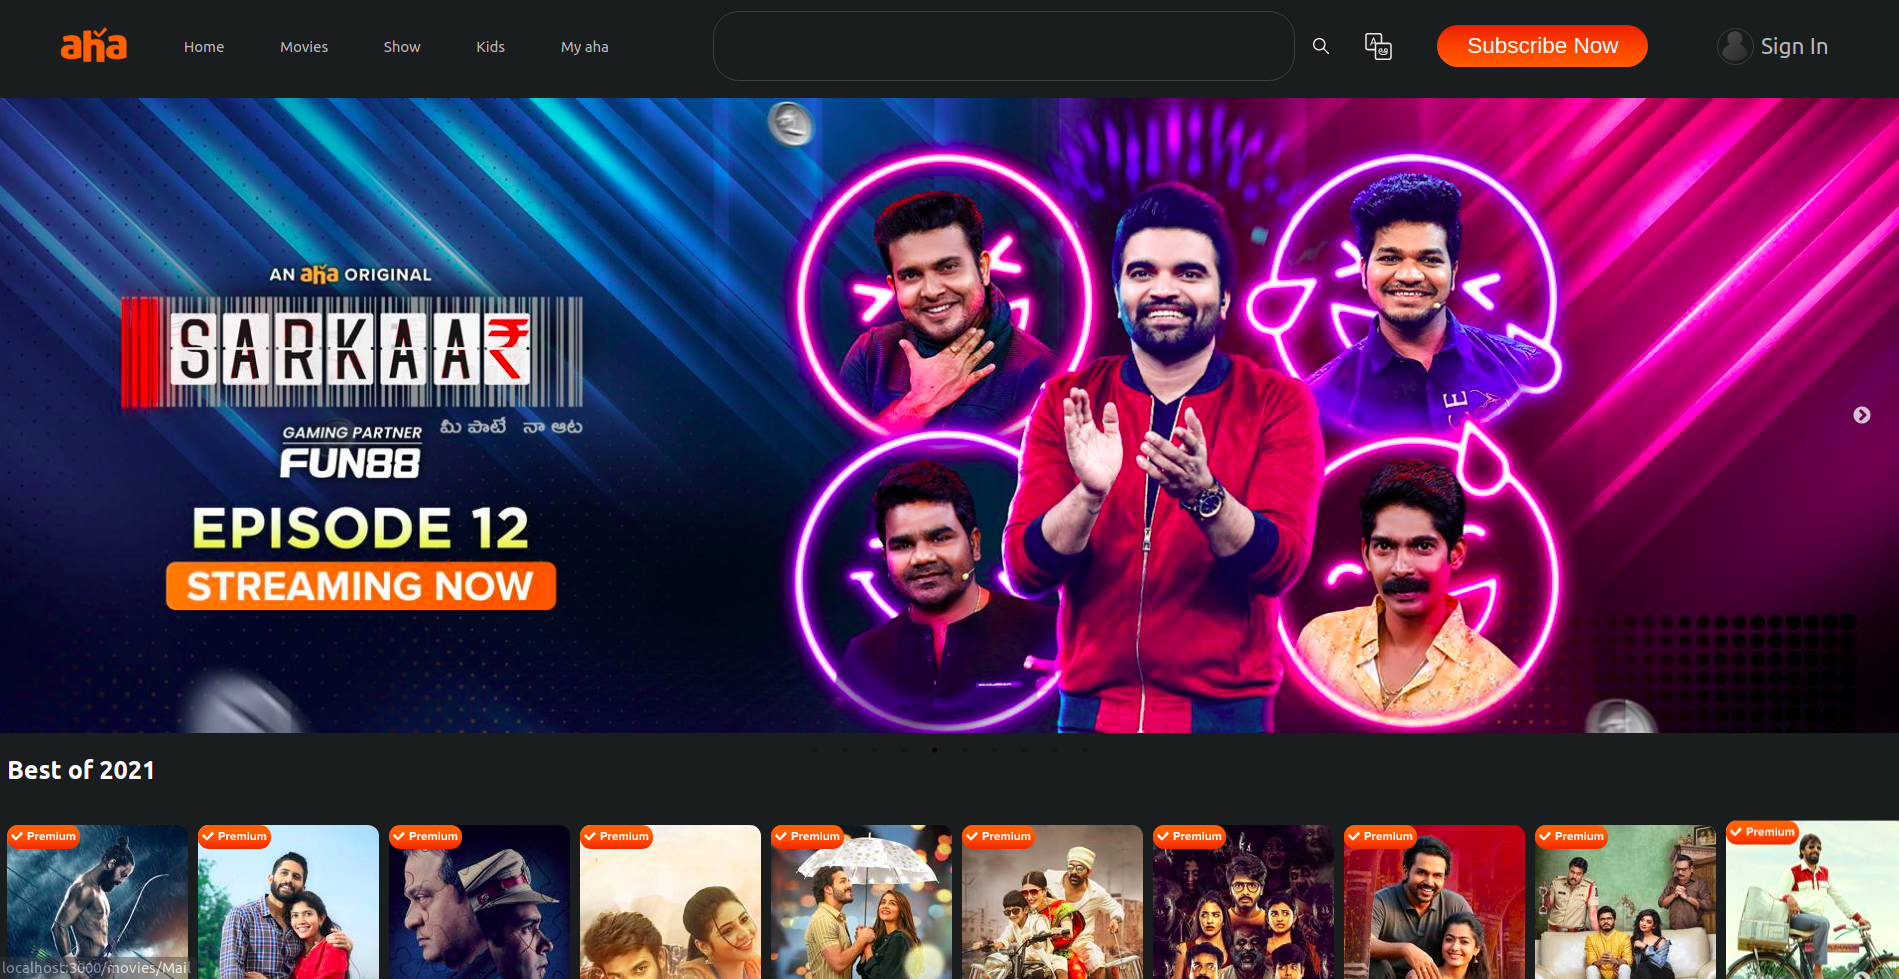 aha
Home
Movies
Show
Kids
My aha
Subscribe Now
Sign In
AN aha ORIGINAL
SARKAA₹
GAMING PARTNER
FUN88
మీ పాటే నా ఆట
EPISODE 12
STREAMING NOW
Best of 2021
Premium
Premium
Premium
Premium
Premium
Premium
Premium
Premium
Premium
Premium
localhost:3000/movies/Mail